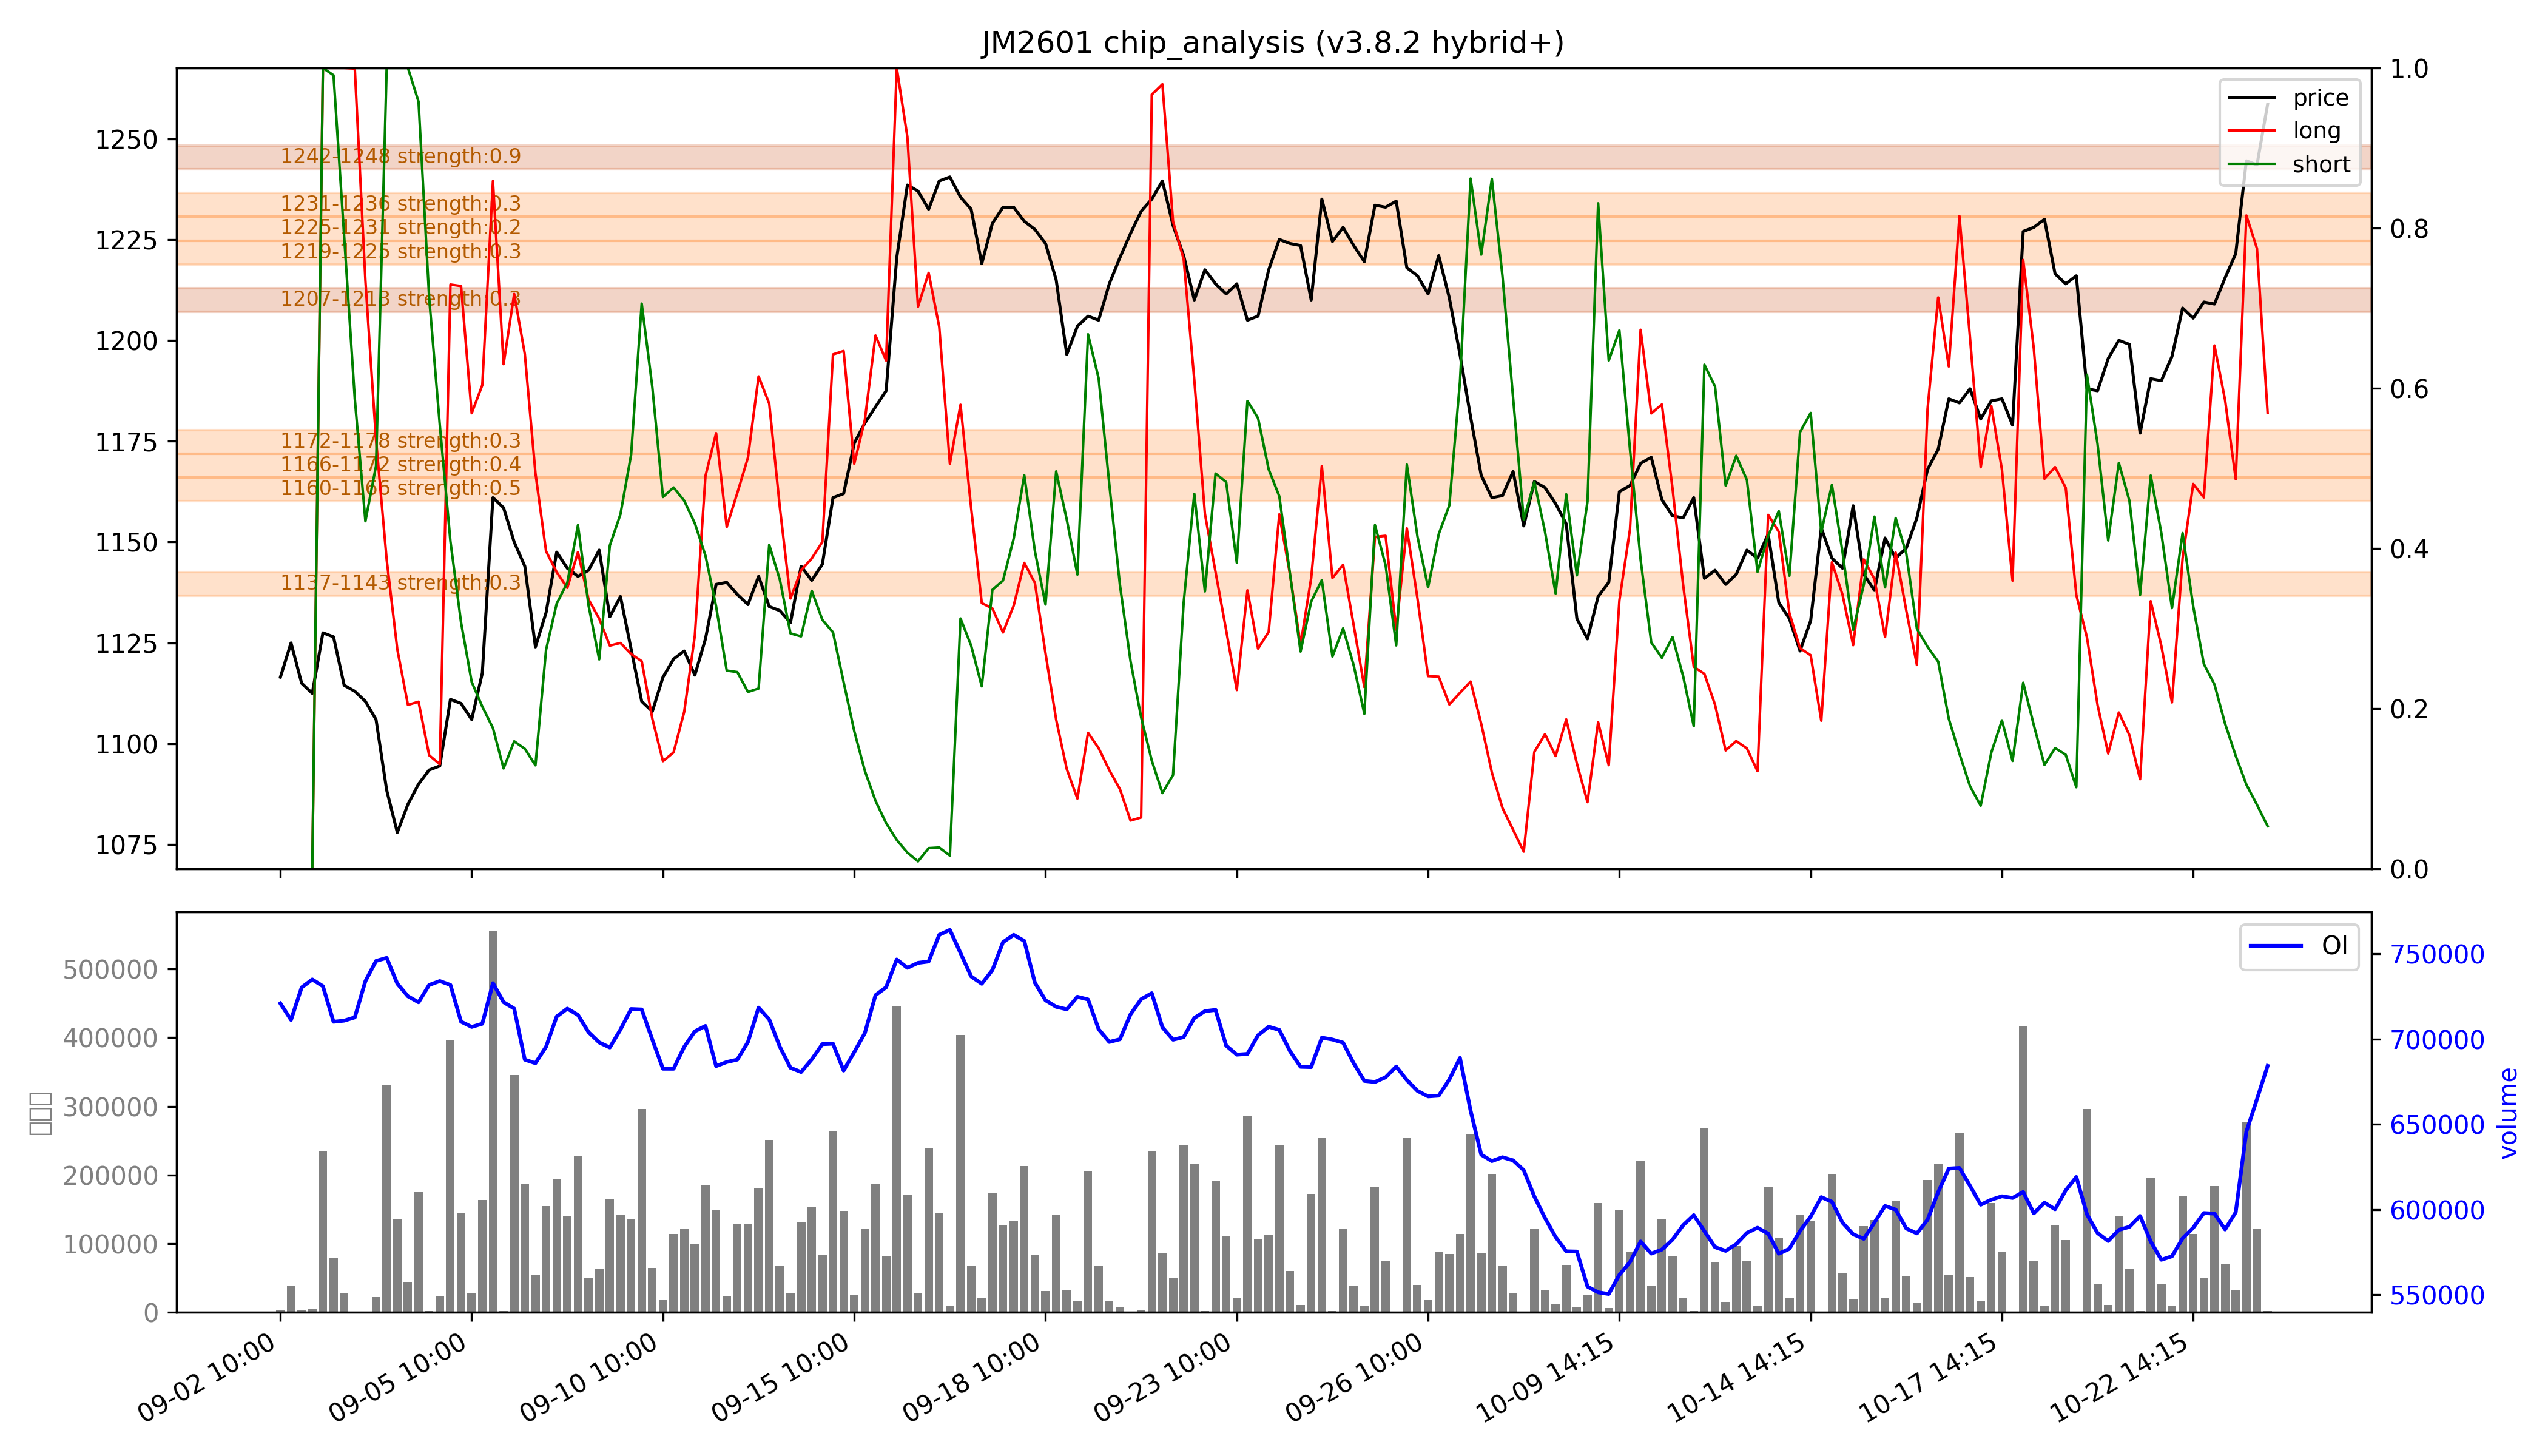 JM2601 chip_analysis (v3.8.2 hybrid+)
1250
1225
1200
1175
1150
1125
1100
1075
1242-1248 strength:0.9
1231-1236 strength:0.3
1225-1231 strength:0.2
1219-1225 strength:0.3
1207-1213 strength:0.3
1172-1178 strength:0.3
1166-1172 strength:0.4
1160-1166 strength:0.5
1137-1143 strength:0.3
price
long
short
1.0
0.8
0.6
0.4
0.2
0.0
500000
400000
300000
200000
100000
0
OI
750000
700000
650000
600000
550000
volume
09-02 10:00
09-05 10:00
09-10 10:00
09-15 10:00
09-18 10:00
09-23 10:00
09-26 10:00
10-09 14:15
10-14 14:15
10-17 14:15
10-22 14:15